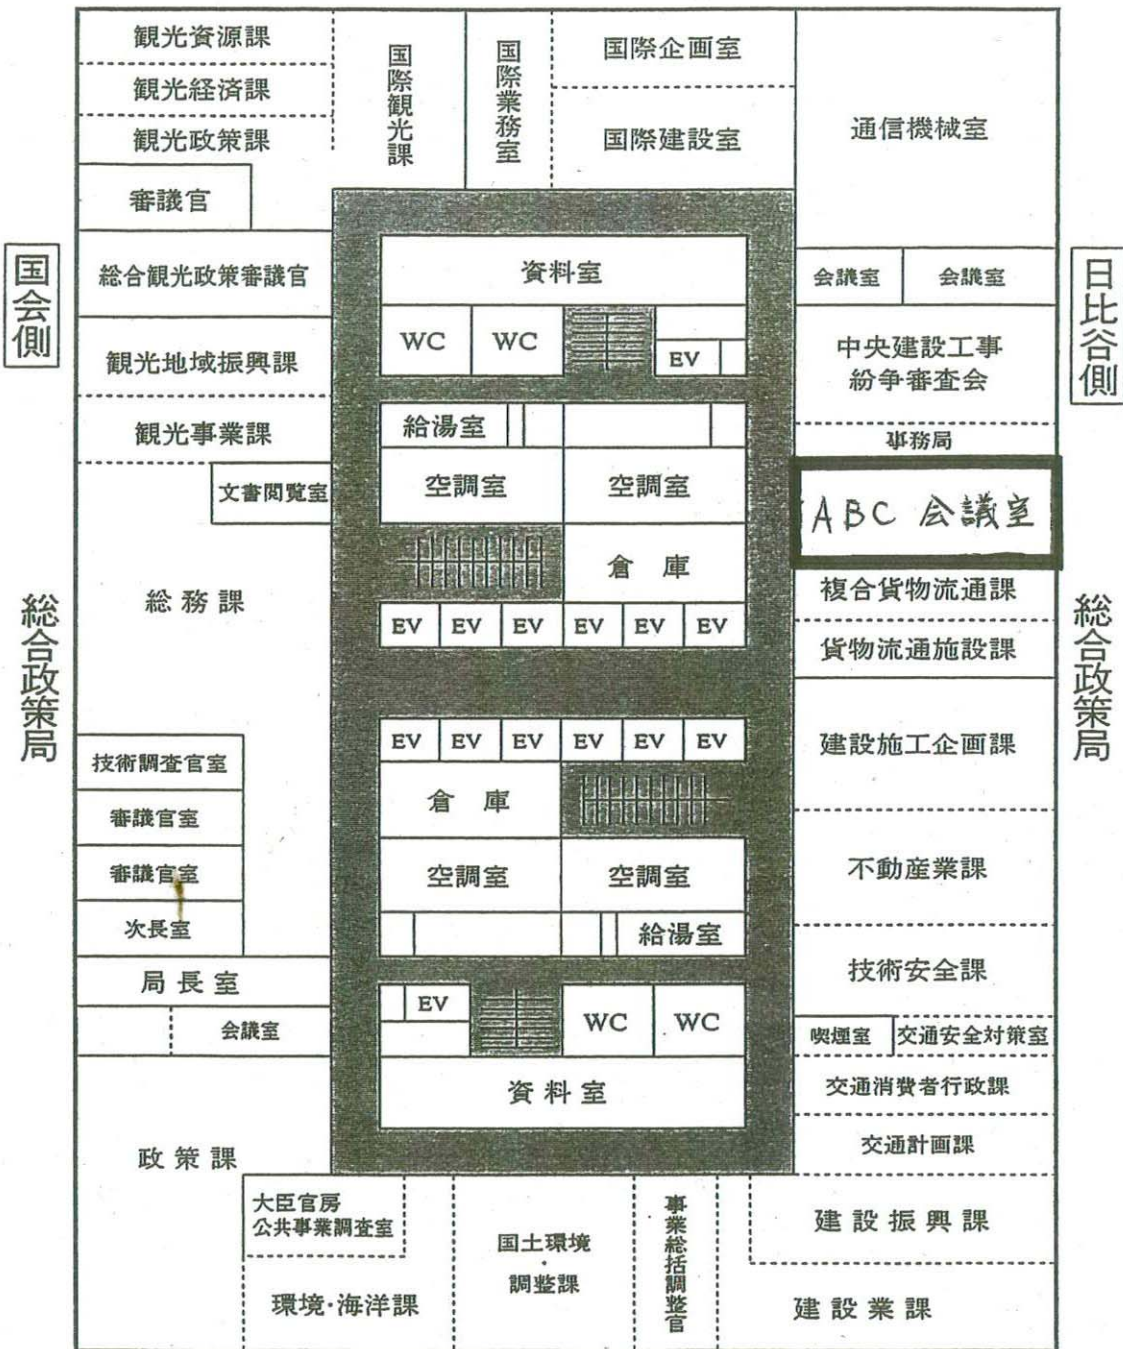 観光資源課
観光経済課
観光政策課
審議官
国際観光課
国際業務室
国際企画室
国際建設室
通信機械室
国会側
総合政策局
総合観光政策審議官
観光地域振興課
観光事業課
文書閲覧室
総務課
技術調査官室
審議官室
審議官室
次長室
局長室
会議室
政策課
資料室
WC
WC
EV
給湯室
空調室
空調室
倉庫
EV
EV
EV
EV
EV
EV
EV
EV
EV
EV
EV
EV
倉庫
空調室
空調室
給湯室
EV
WC
WC
資料室
会議室
会議室
中央建設工事
紛争審査会
事務局
ABC 会議室
複合貨物流通課
貨物流通施設課
建設施工企画課
不動産業課
技術安全課
喫煙室
交通安全対策室
交通消費者行政課
交通計画課
日比谷側
総合政策局
大臣官房
公共事業調査室
環境・海洋課
国土環境
・
調整課
事業総括調整官
建設振興課
建設業課